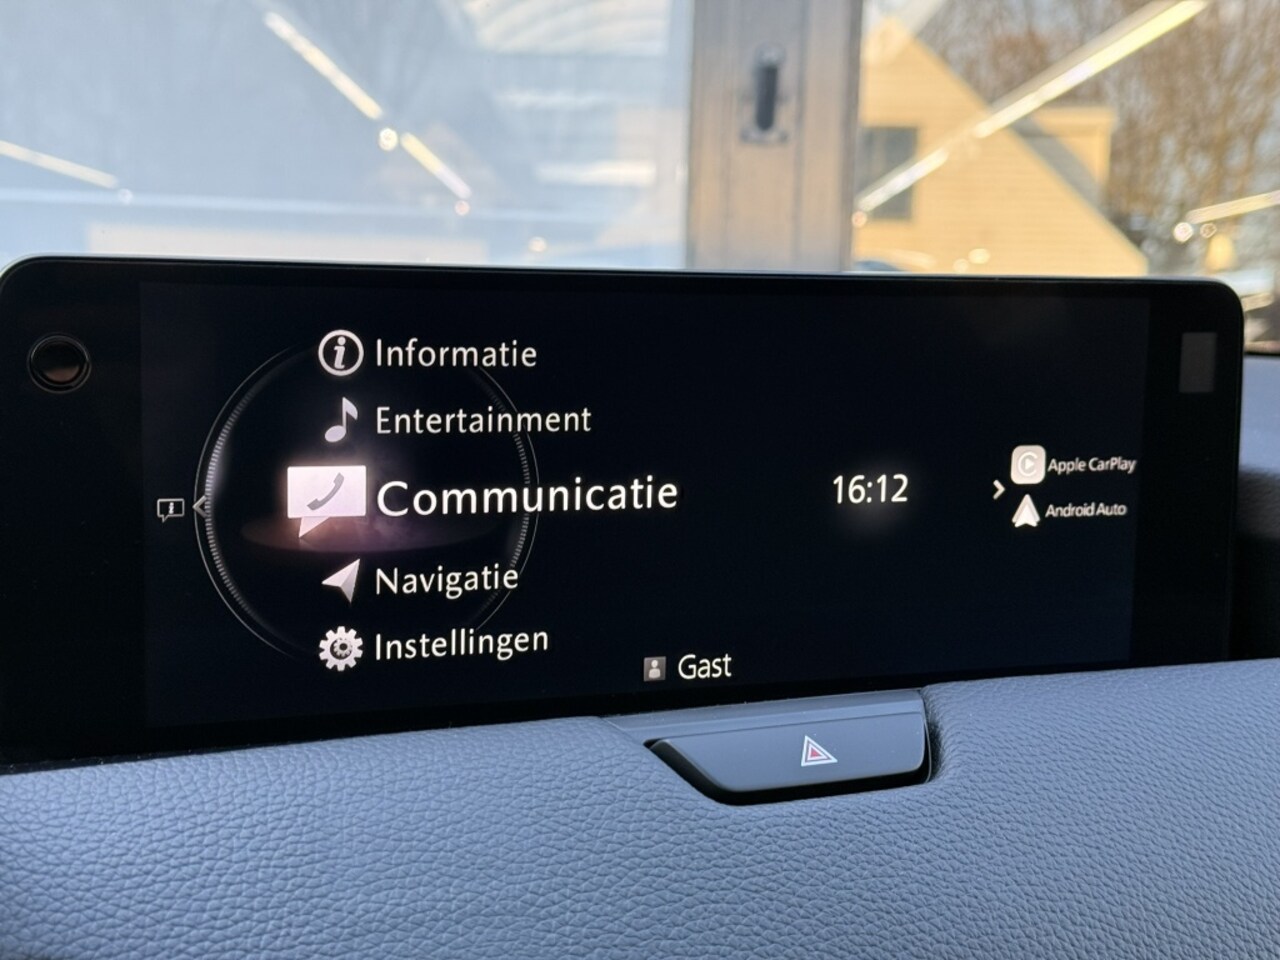 Informatie
Entertainment
Communicatie
16:12
Apple CarPlay
Android Auto
Navigatie
Instellingen
Gast